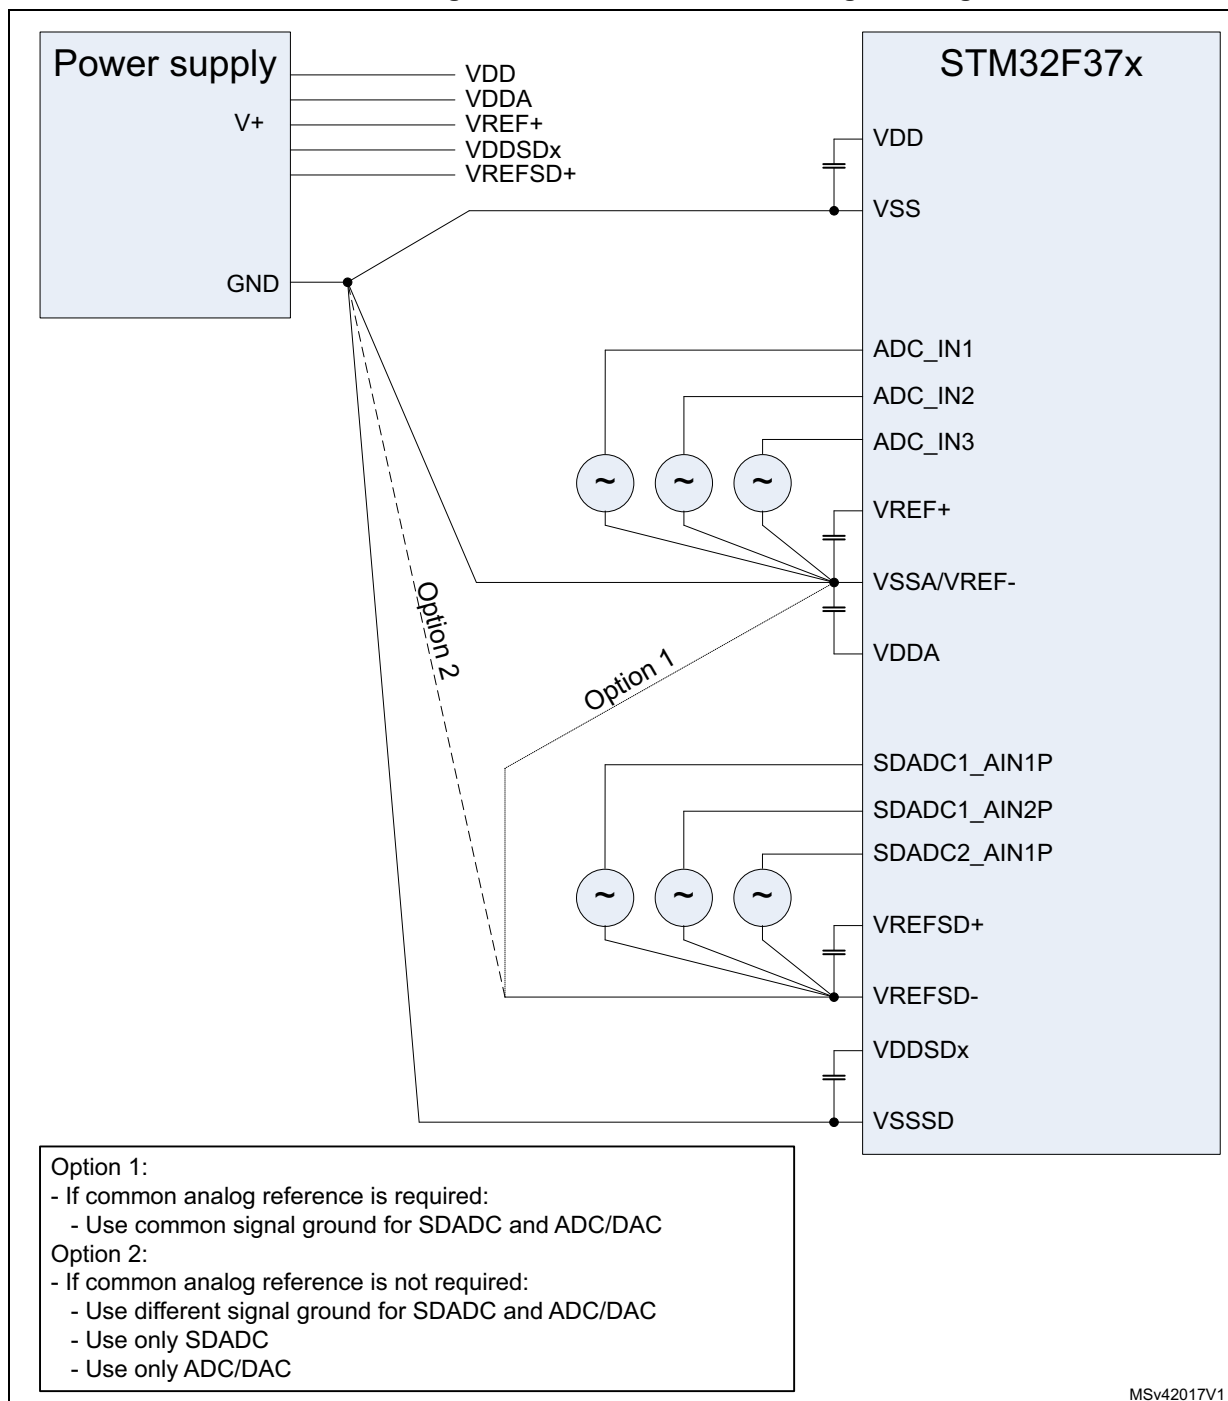 Power supply
V+
GND
VDD
VDDA
VREF+
VDDSDx
VREFSD+
STM32F37x
VDD
VSS
ADC_IN1
ADC_IN2
ADC_IN3
VREF+
VSSA/VREF-
VDDA
SDADC1_AIN1P
SDADC1_AIN2P
SDADC2_AIN1P
VREFSD+
VREFSD-
VDDSDx
VSSSD
~
~
~
~
~
~
Option 2
Option 1
Option 1:
- If common analog reference is required:
- Use common signal ground for SDADC and ADC/DAC
Option 2:
- If common analog reference is not required:
- Use different signal ground for SDADC and ADC/DAC
- Use only SDADC
- Use only ADC/DAC
MSv42017V1